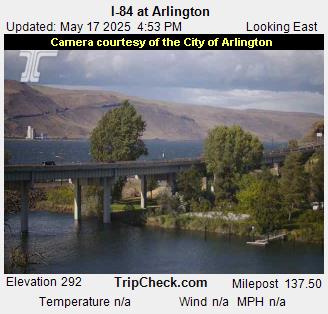 I-84 at Arlington
Updated: May 17 2025 4:53 PM Looking East
Camera courtesy of the City of Arlington
Elevation 292 TripCheck.com Milepost 137.50
Temperature n/a Wind n/a MPH n/a